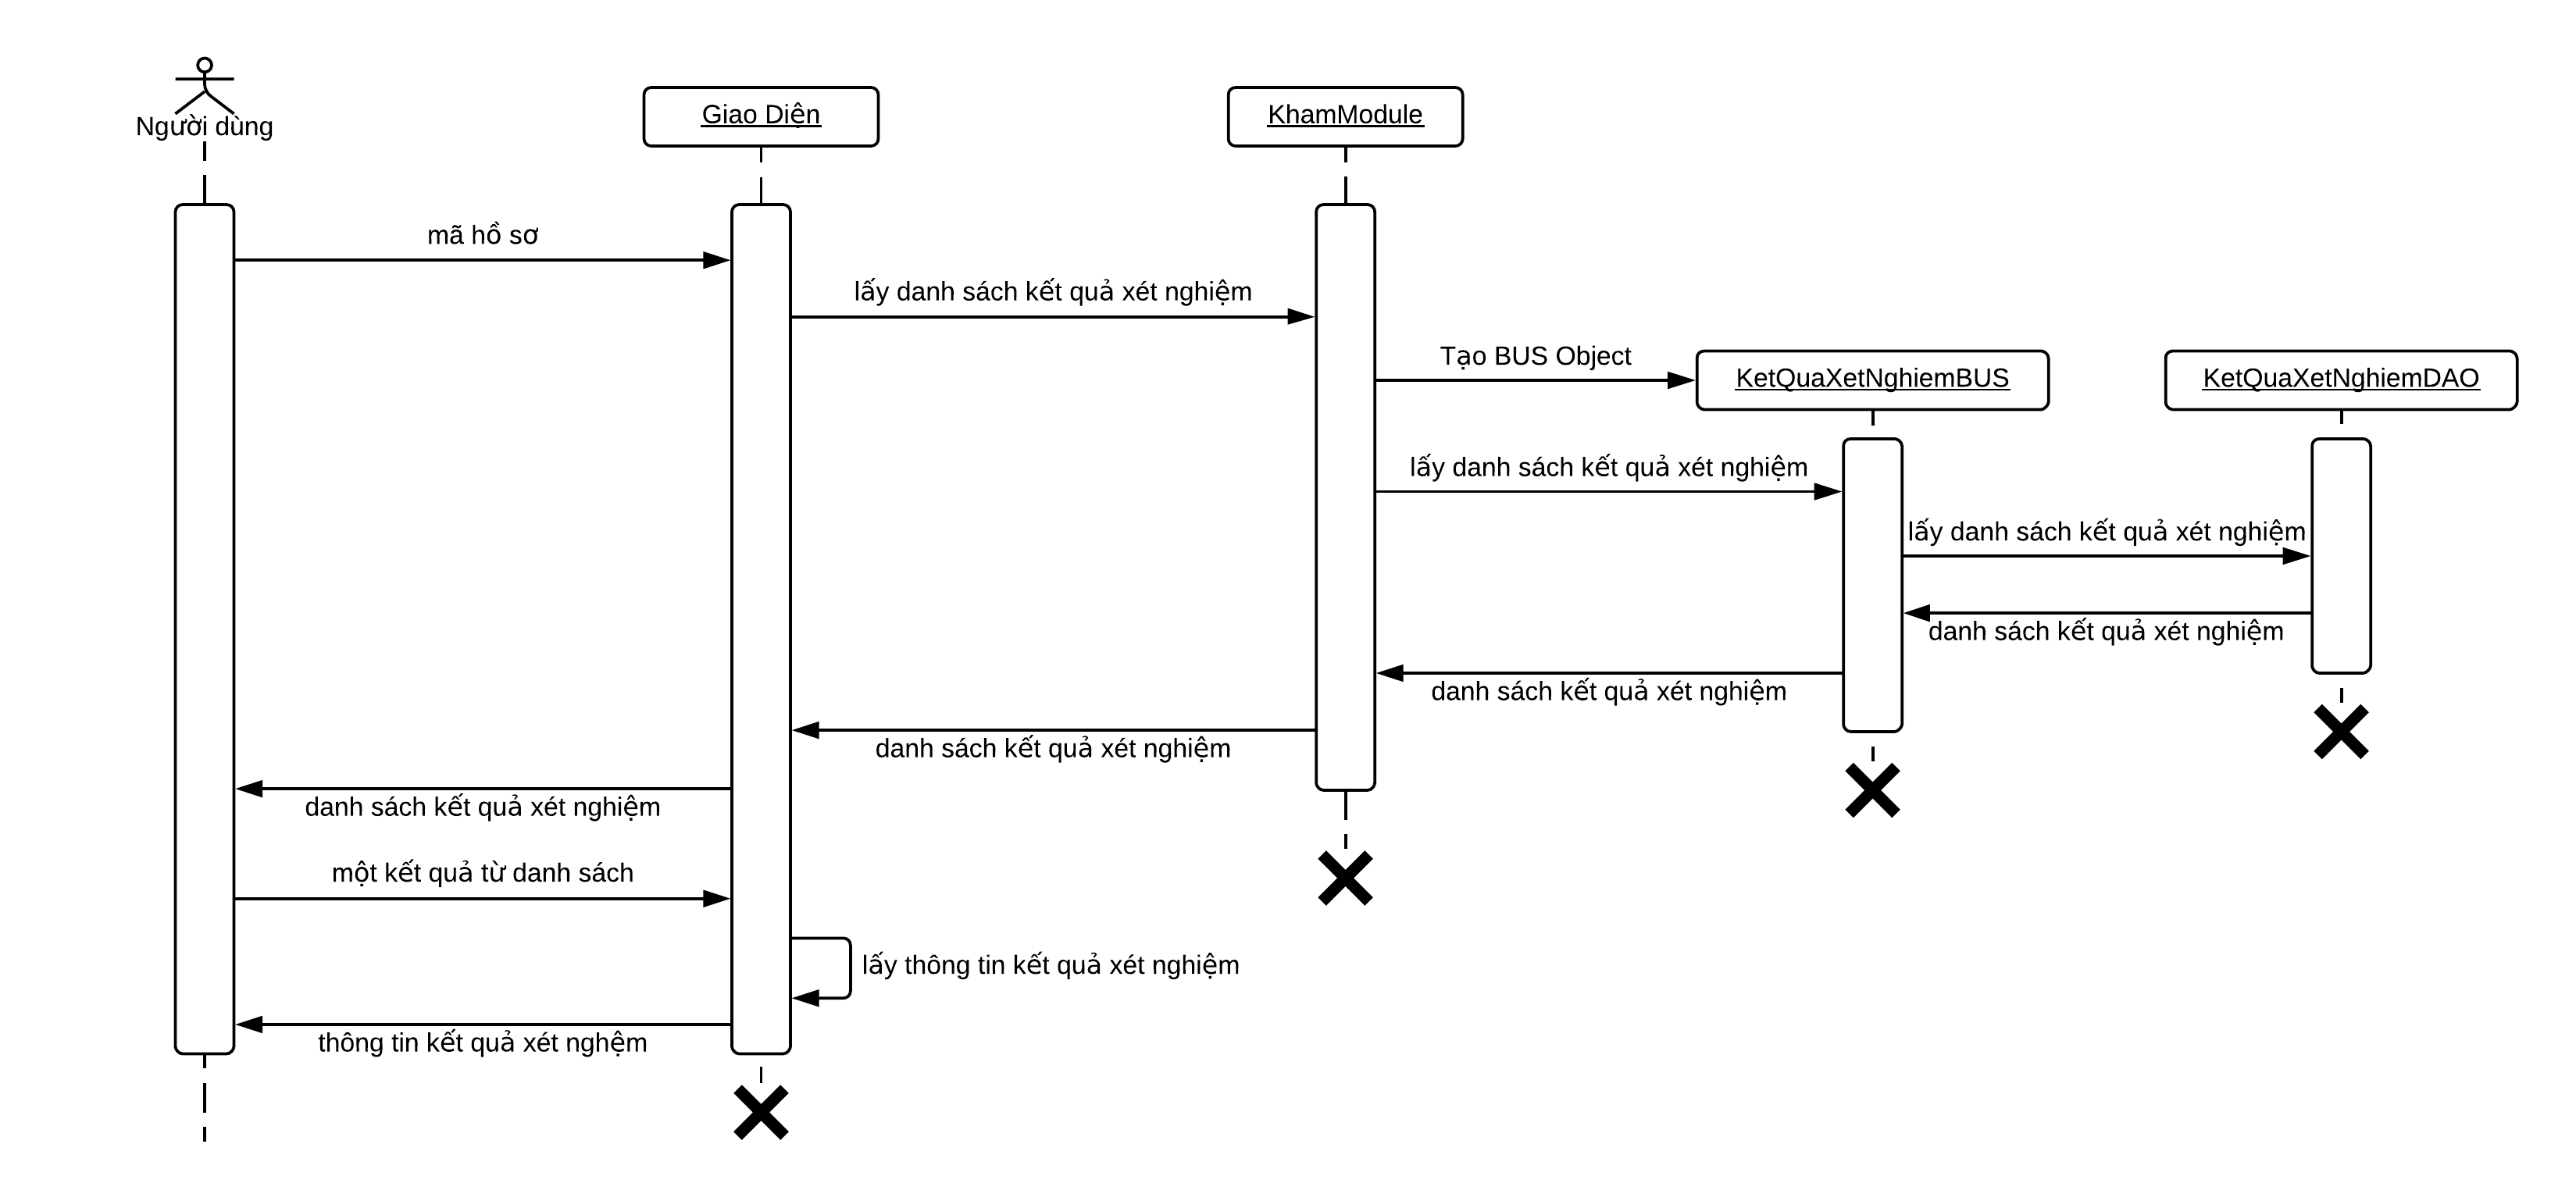 Người dùng
Giao Diện
KhamModule
mã hồ sơ
lấy danh sách kết quả xét nghiệm
Tạo BUS Object
KetQuaXetNghiemBUS
KetQuaXetNghiemDAO
lấy danh sách kết quả xét nghiệm
lấy danh sách kết quả xét nghiệm
danh sách kết quả xét nghiệm
danh sách kết quả xét nghiệm
danh sách kết quả xét nghiệm
danh sách kết quả xét nghiệm
một kết quả từ danh sách
lấy thông tin kết quả xét nghiệm
thông tin kết quả xét nghệm